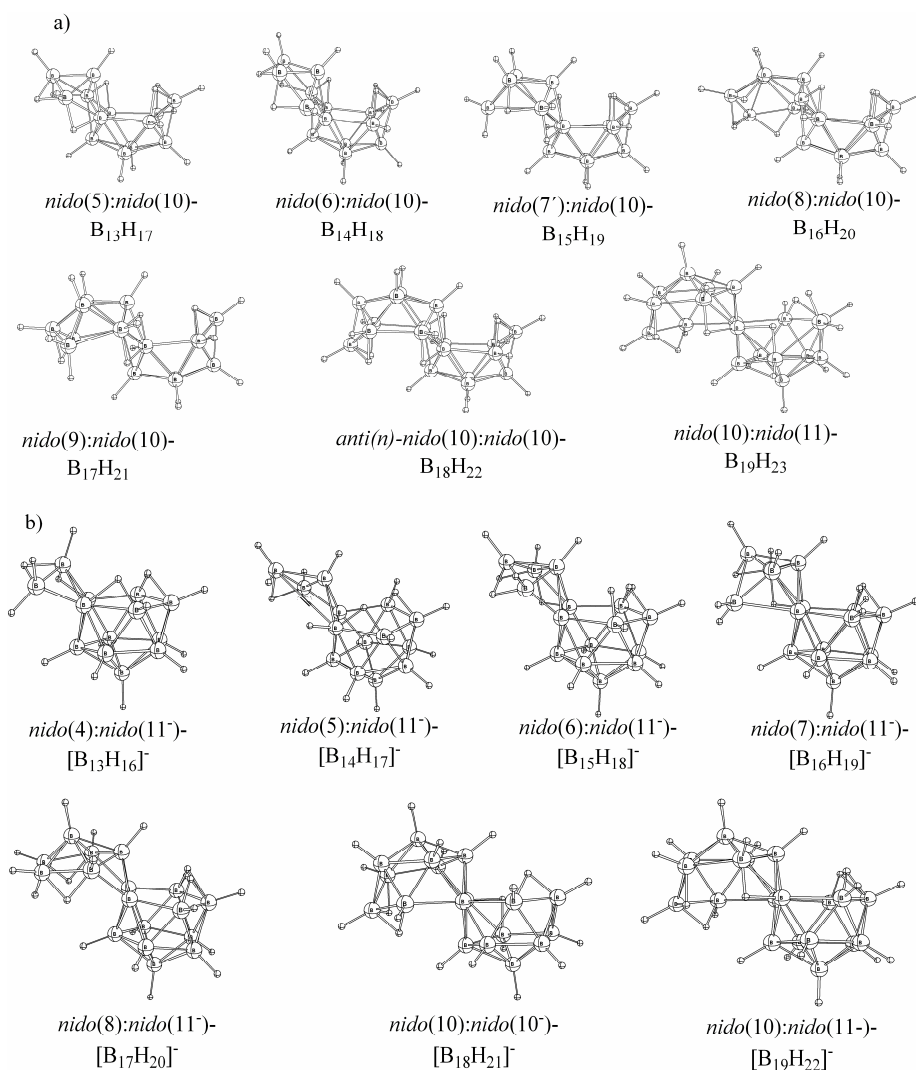 a)
nido(5):nido(10)-
B₁₃H₁₇
nido(6):nido(10)-
B₁₄H₁₈
nido(7´):nido(10)-
B₁₅H₁₉
nido(8):nido(10)-
B₁₆H₂₀
nido(9):nido(10)-
B₁₇H₂₁
anti(n)-nido(10):nido(10)-
B₁₈H₂₂
nido(10):nido(11)-
B₁₉H₂₃
b)
nido(4):nido(11⁻)-
[B₁₃H₁₆]⁻
nido(5):nido(11⁻)-
[B₁₄H₁₇]⁻
nido(6):nido(11⁻)-
[B₁₅H₁₈]⁻
nido(7):nido(11⁻)-
[B₁₆H₁₉]⁻
nido(8):nido(11⁻)-
[B₁₇H₂₀]⁻
nido(10):nido(10⁻)-
[B₁₈H₂₁]⁻
nido(10):nido(11-)-
[B₁₉H₂₂]⁻